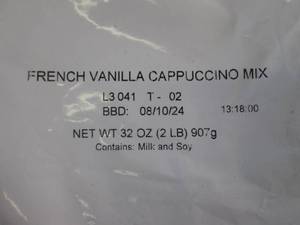 FRENCH VANILLA CAPPUCCINO MIX
L3 041 T - 02
BBD: 08/10/24 13:18:00
NET WT 32 OZ (2 LB) 907g
Contains: Milk and Soy